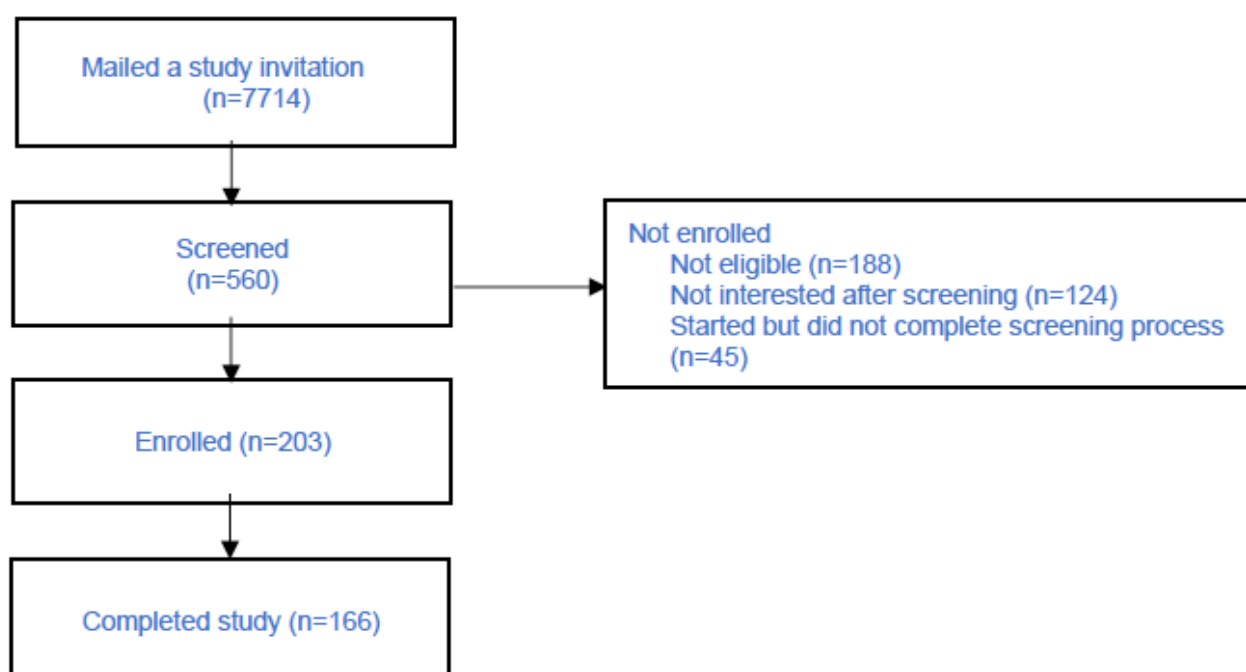 Mailed a study invitation
(n=7714)
Screened
(n=560)
Not enrolled
Not eligible (n=188)
Not interested after screening (n=124)
Started but did not complete screening process
(n=45)
Enrolled (n=203)
Completed study (n=166)